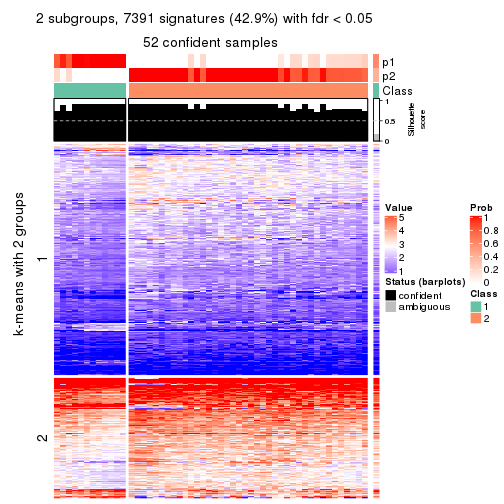 2 subgroups, 7391 signatures (42.9%) with fdr < 0.05
52 confident samples
p1
p2
Class
1
0.5
0
Silhouette
score
k-means with 2 groups
1
2
Value
5
4
3
2
1
Status (barplots)
confident
ambiguous
Prob
1
0.8
0.6
0.4
0.2
0
Class
1
2